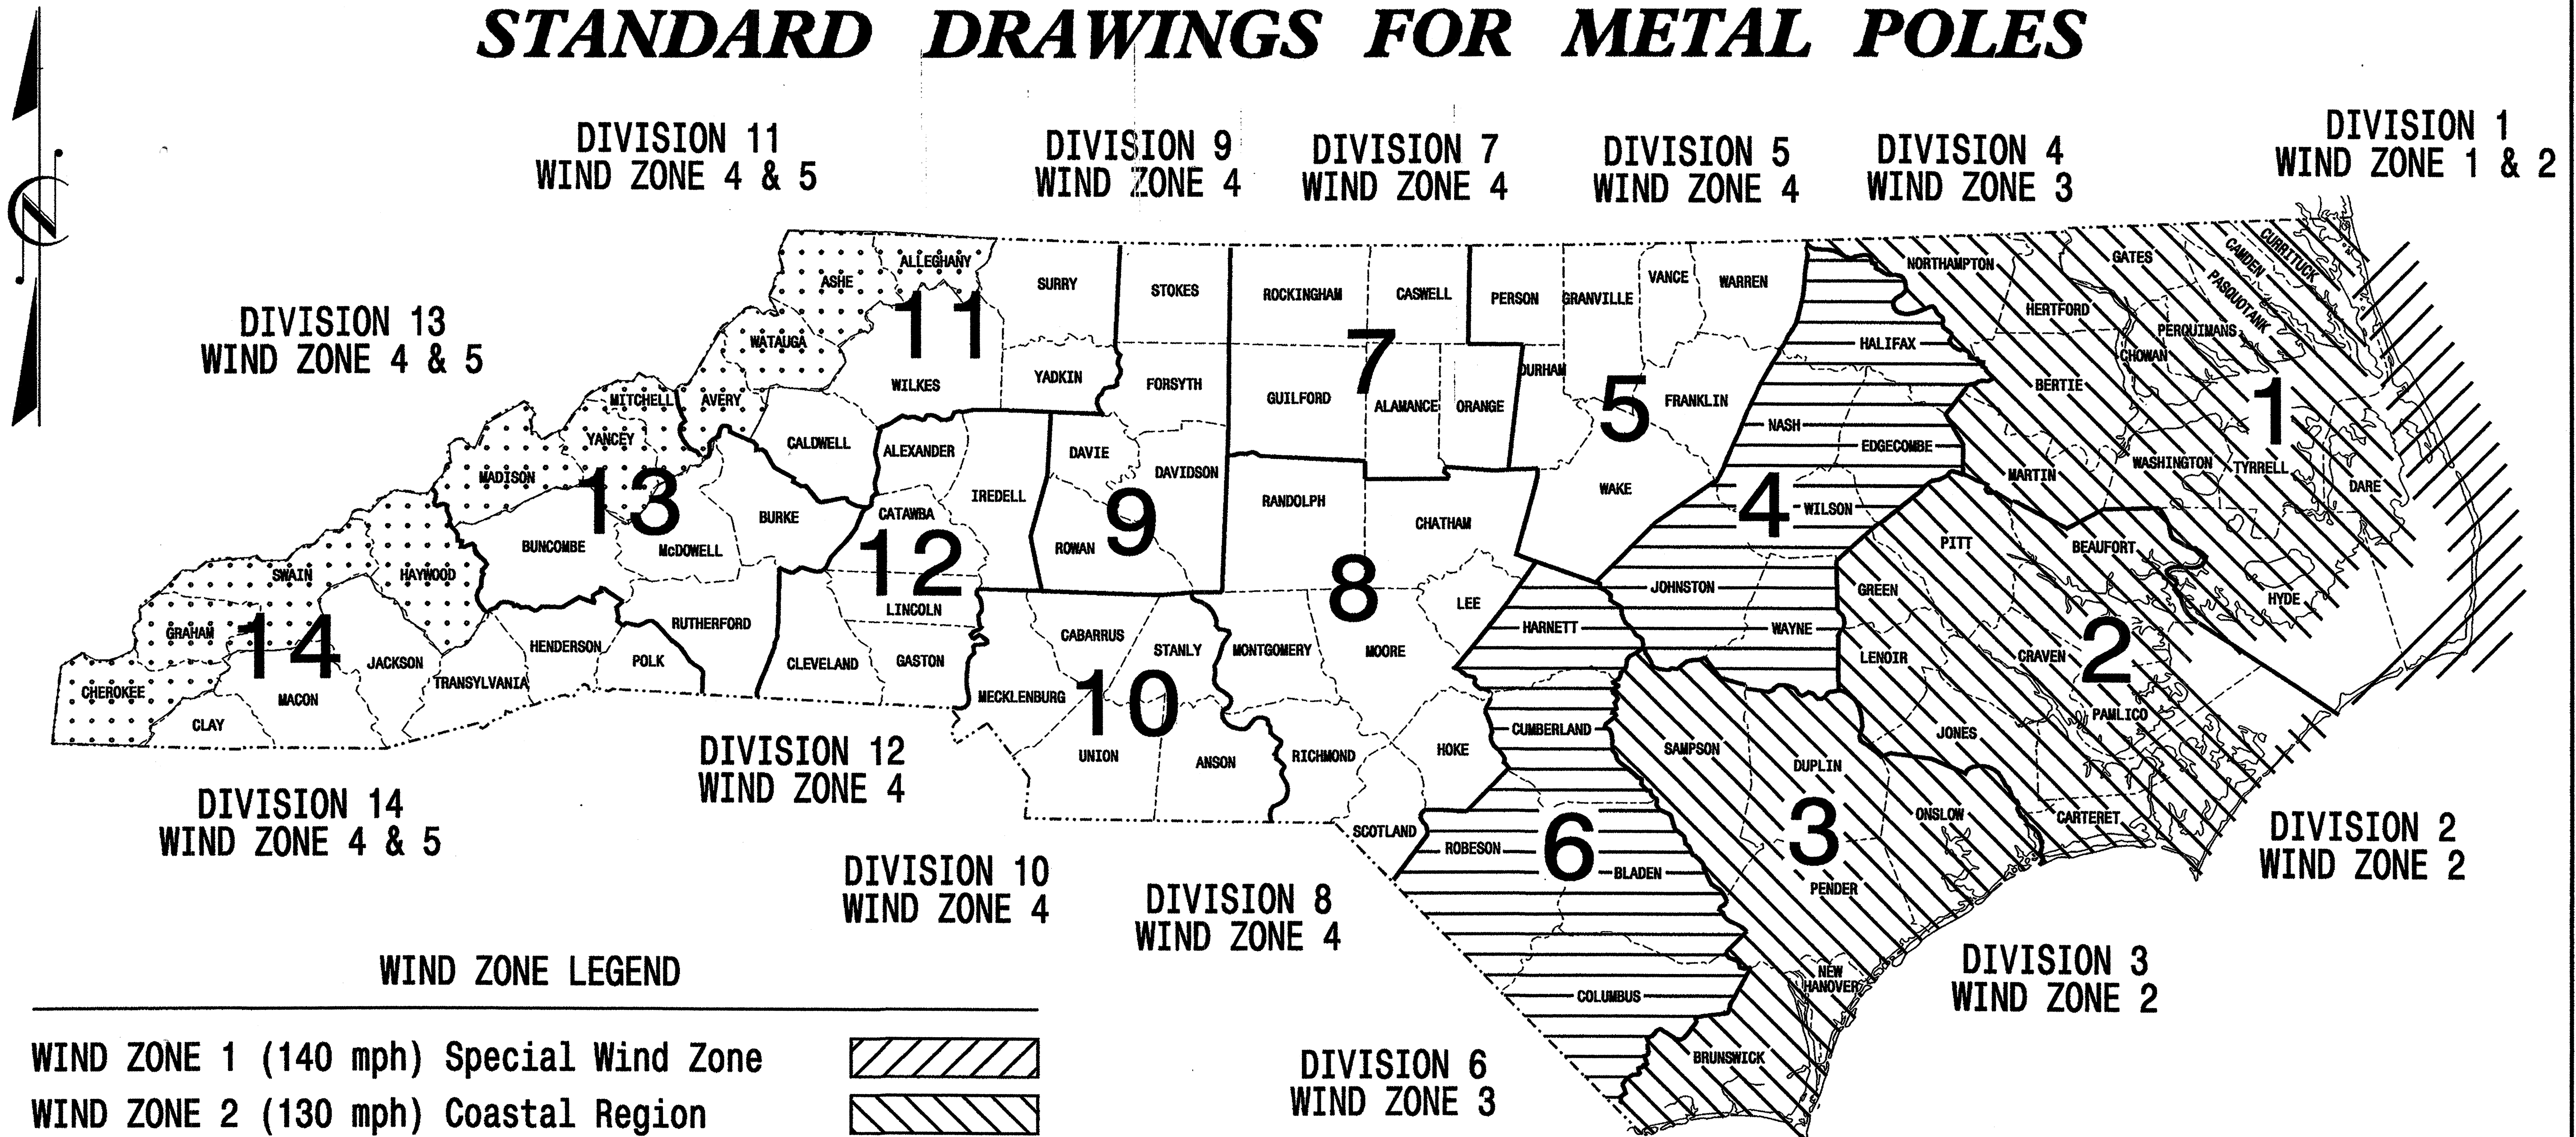 STANDARD DRAWINGS FOR METAL POLES
DIVISION 11
WIND ZONE 4 & 5
DIVISION 9
WIND ZONE 4
DIVISION 7
WIND ZONE 4
DIVISION 5
WIND ZONE 4
DIVISION 4
WIND ZONE 3
DIVISION 1
WIND ZONE 1 & 2
DIVISION 13
WIND ZONE 4 & 5
N
ASHE
ALLEGHANY
SURRY
STOKES
ROCKINGHAM
CASWELL
PERSON
GRANVILLE
VANCE
WARREN
NORTHAMPTON
GATES
CAMDEN
CURRITUCK
PASQUOTANK
HERTFORD
PERQUIMANS
CHOWAN
11
WATAUGA
WILKES
YADKIN
FORSYTH
7
GUILFORD
ALAMANCE
ORANGE
DURHAM
5
FRANKLIN
HALIFAX
BERTIE
1
MITCHELL
AVERY
YANCEY
CALDWELL
ALEXANDER
DAVIE
DAVIDSON
NASH
EDGECOMBE
MADISON
13
BURKE
IREDELL
CATAWBA
9
RANDOLPH
CHATHAM
WAKE
4
WILSON
MARTIN
WASHINGTON
TYRRELL
DARE
BUNCOMBE
McDOWELL
12
ROWAN
PITT
BEAUFORT
SWAIN
HAYWOOD
LINCOLN
8
LEE
JOHNSTON
GREEN
HYDE
GRAHAM
14
JACKSON
HENDERSON
RUTHERFORD
POLK
CLEVELAND
GASTON
CABARRUS
STANLY
MONTGOMERY
MOORE
HARNETT
WAYNE
LENOIR
CRAVEN
2
CHEROKEE
CLAY
MACON
TRANSYLVANIA
MECKLENBURG
10
UNION
ANSON
RICHMOND
HOKE
CUMBERLAND
SAMPSON
DUPLIN
JONES
PAMLICO
SCOTLAND
ROBESON
6
BLADEN
3
ONSLOW
CARTERET
PENDER
COLUMBUS
NEW
HANOVER
BRUNSWICK
DIVISION 12
WIND ZONE 4
DIVISION 14
WIND ZONE 4 & 5
DIVISION 10
WIND ZONE 4
DIVISION 8
WIND ZONE 4
DIVISION 2
WIND ZONE 2
DIVISION 3
WIND ZONE 2
DIVISION 6
WIND ZONE 3
WIND ZONE LEGEND
WIND ZONE 1 (140 mph) Special Wind Zone
WIND ZONE 2 (130 mph) Coastal Region